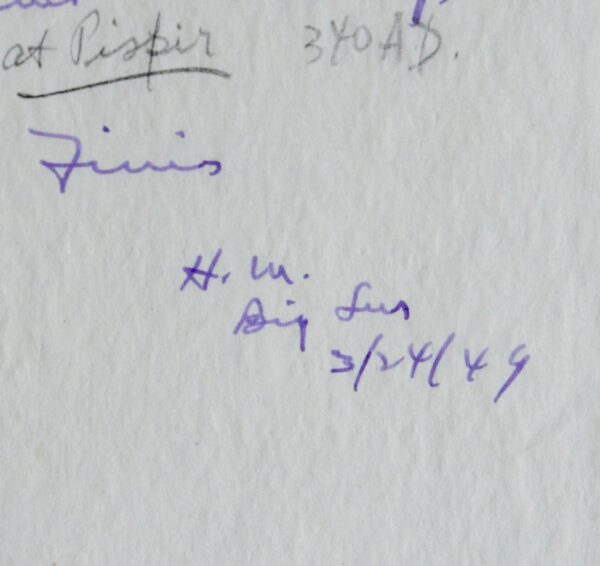 at Pispir 340 A.D.
Finis
H. M.
Big Sur
3/24/49